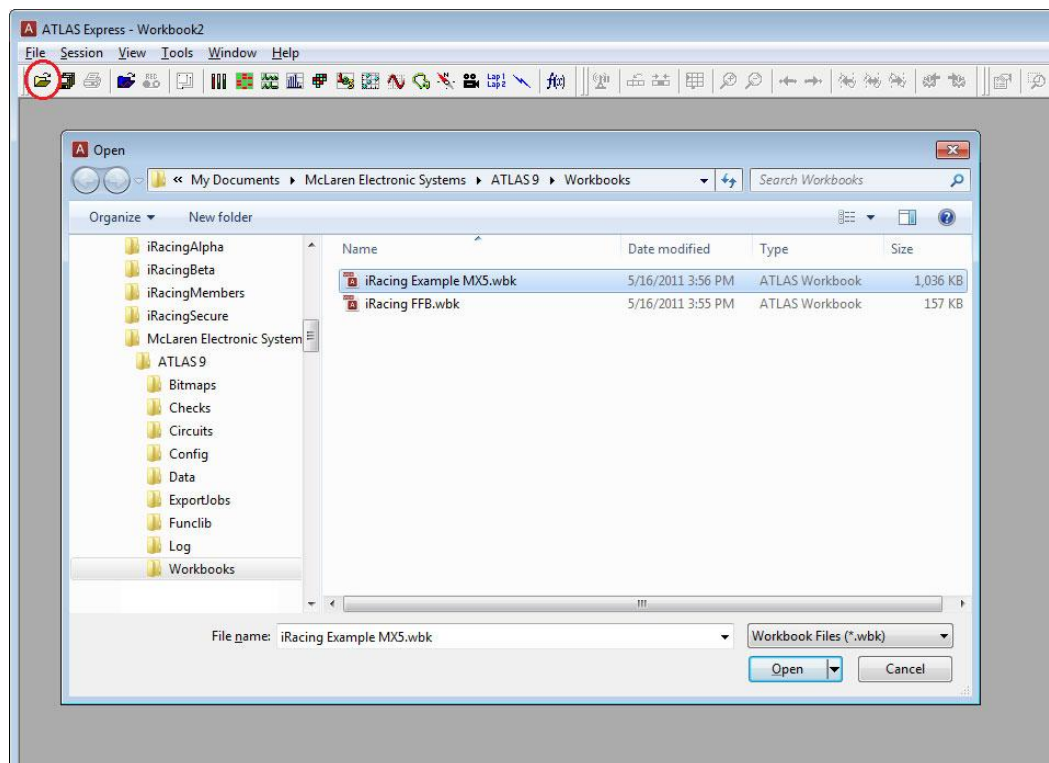 ATLAS Express - Workbook2
File Session View Tools Window Help
REC
Lap1
Lap2
f(x)
Open
« My Documents ▸ McLaren Electronic Systems ▸ ATLAS 9 ▸ Workbooks
Search Workbooks
Organize
New folder
Name Date modified Type Size
iRacingAlpha
iRacingBeta
iRacingMembers
iRacingSecure
McLaren Electronic System
ATLAS 9
Bitmaps
Checks
Circuits
Config
Data
ExportJobs
Funclib
Log
Workbooks
iRacing Example MX5.wbk 5/16/2011 3:56 PM ATLAS Workbook 1,036 KB
iRacing FFB.wbk 5/16/2011 3:55 PM ATLAS Workbook 157 KB
File name: iRacing Example MX5.wbk
Workbook Files (*.wbk)
Open
Cancel